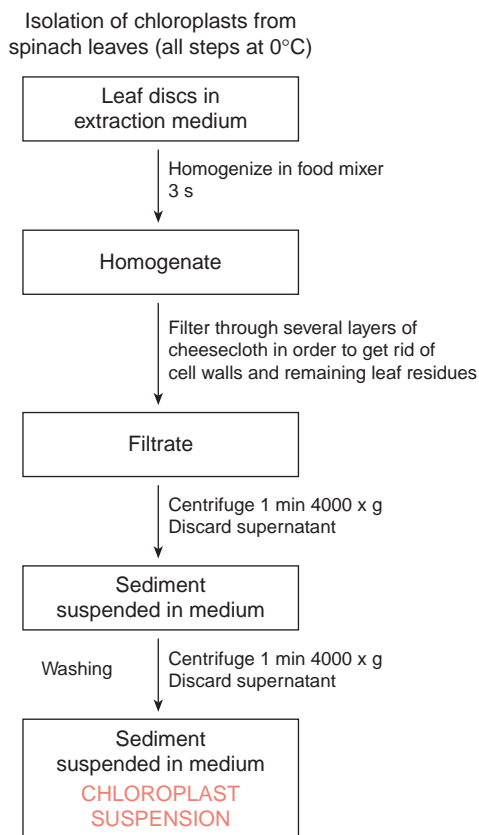 Isolation of chloroplasts from
spinach leaves (all steps at 0°C)
Leaf discs in
extraction medium
Homogenize in food mixer
3 s
Homogenate
Filter through several layers of
cheesecloth in order to get rid of
cell walls and remaining leaf residues
Filtrate
Centrifuge 1 min 4000 x g
Discard supernatant
Sediment
suspended in medium
Washing
Centrifuge 1 min 4000 x g
Discard supernatant
Sediment
suspended in medium
CHLOROPLAST
SUSPENSION